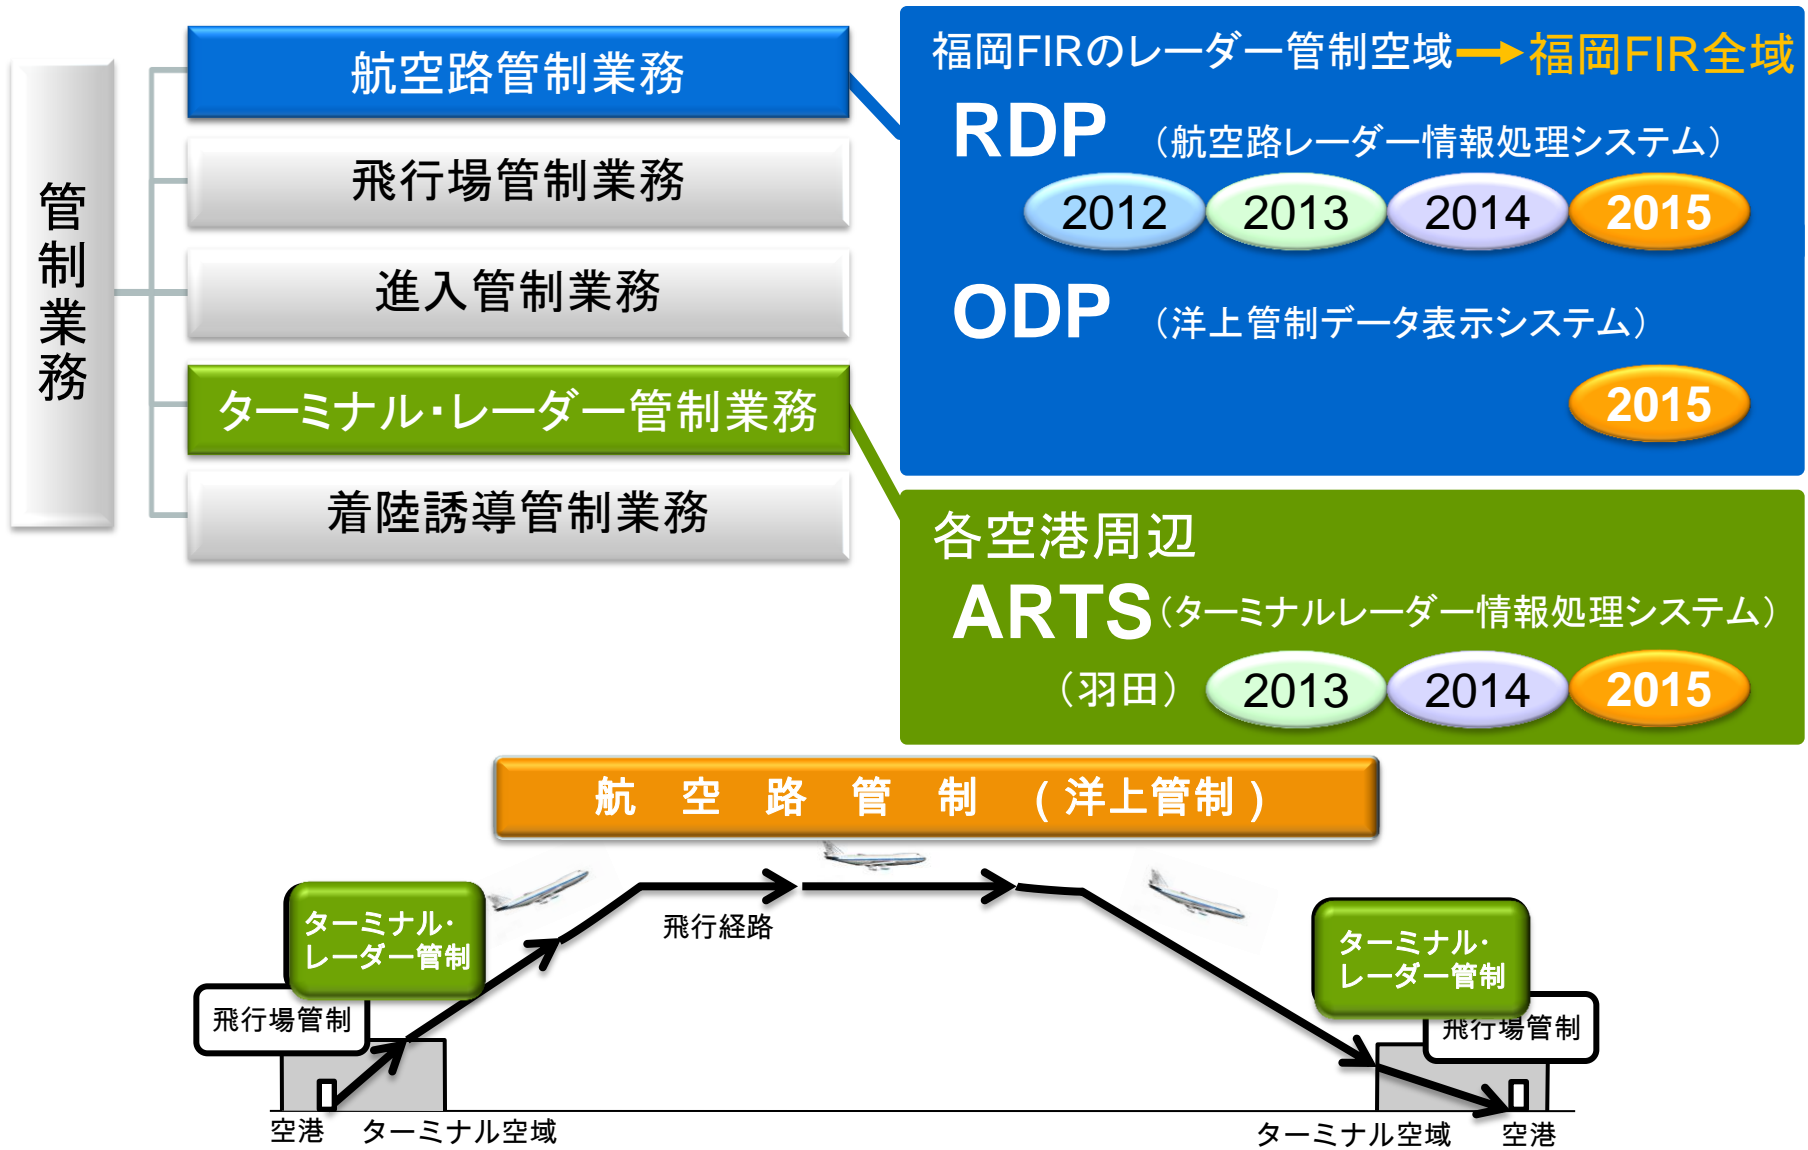 管制業務
航空路管制業務
飛行場管制業務
進入管制業務
ターミナル・レーダー管制業務
着陸誘導管制業務
福岡FIRのレーダー管制空域→福岡FIR全域
RDP（航空路レーダー情報処理システム）
2012 2013 2014 2015
ODP（洋上管制データ表示システム）
2015
各空港周辺
ARTS（ターミナルレーダー情報処理システム）
（羽田） 2013 2014 2015
航空路管制（洋上管制）
ターミナル・
レーダー管制
飛行場管制
飛行経路
ターミナル・
レーダー管制
飛行場管制
空港 ターミナル空域
ターミナル空域 空港